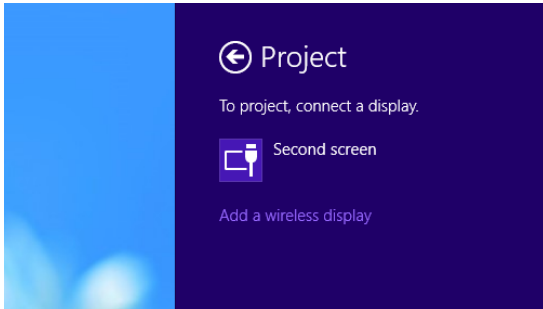 Project
To project, connect a display.
Second screen
Add a wireless display